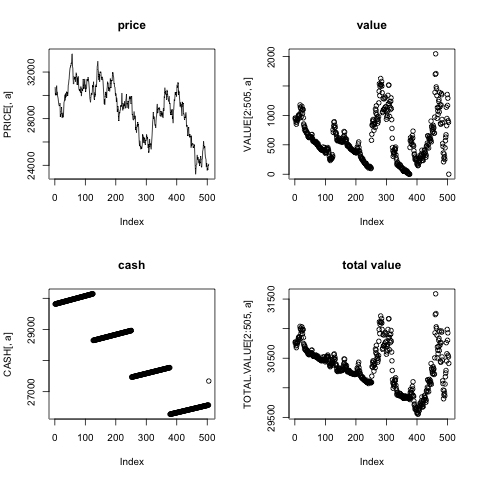 price
PRICE[, a]
24000 28000 32000
0 100 200 300 400 500
Index
value
VALUE[2:505, a]
0 500 1000 2000
0 100 200 300 400 500
Index
cash
CASH[, a]
27000 29000
0 100 200 300 400 500
Index
total value
TOTAL.VALUE[2:505, a]
29500 30500 31500
0 100 200 300 400 500
Index